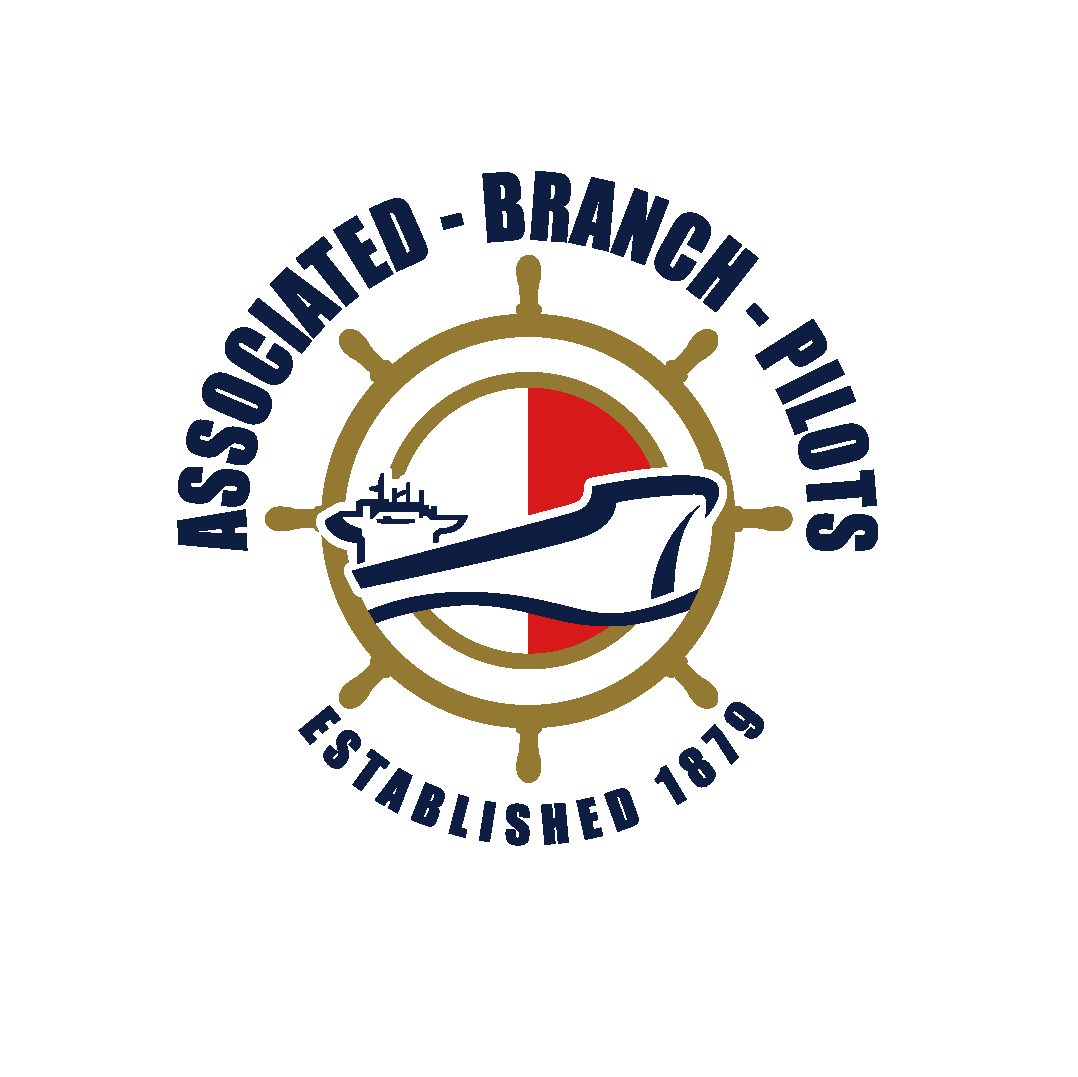 ASSOCIATED - BRANCH - PILOTS
ESTABLISHED 1879